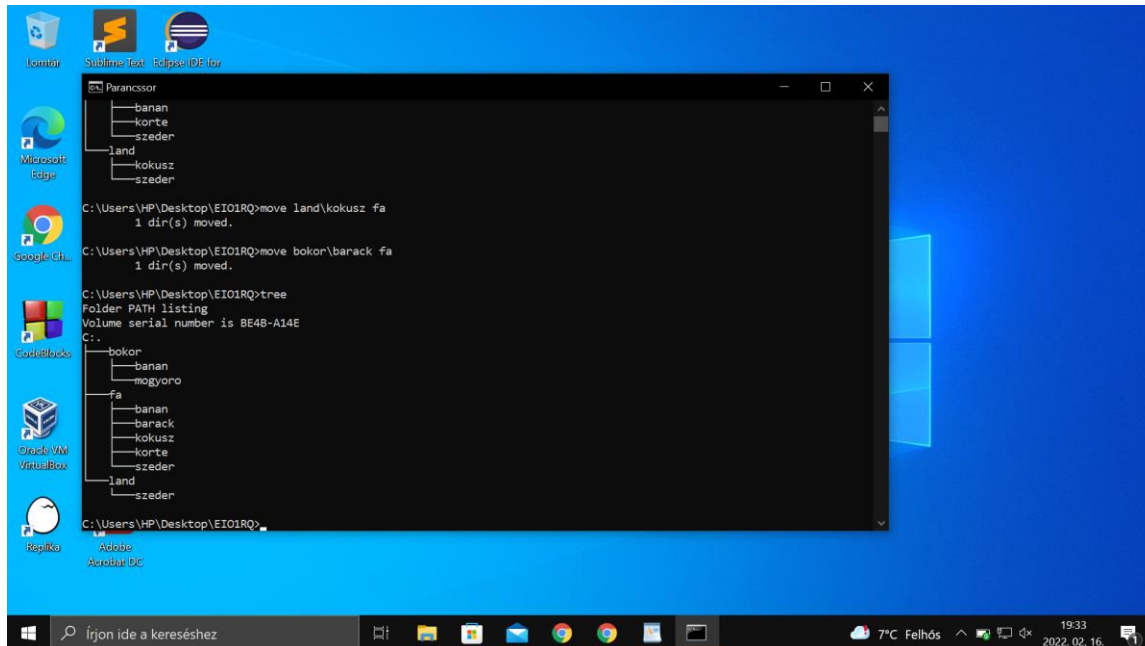 Lomtár
Sublime Text
Eclipse IDE for
Parancssor
banan
korte
szeder
land
kokusz
szeder
C:\Users\HP\Desktop\EIO1RQ>move land\kokusz fa
1 dir(s) moved.
C:\Users\HP\Desktop\EIO1RQ>move bokor\barack fa
1 dir(s) moved.
C:\Users\HP\Desktop\EIO1RQ>tree
Folder PATH listing
Volume serial number is BE4B-A14E
C:.
bokor
banan
mogyoro
fa
banan
barack
kokusz
korte
szeder
land
szeder
C:\Users\HP\Desktop\EIO1RQ>
Microsoft
Edge
Google Ch...
CodeBlocks
Oracle VM
VirtualBox
Replika
Adobe
Acrobat DC
Írjon ide a kereséshez
7°C Felhős
19:33
2022. 02. 16.
1